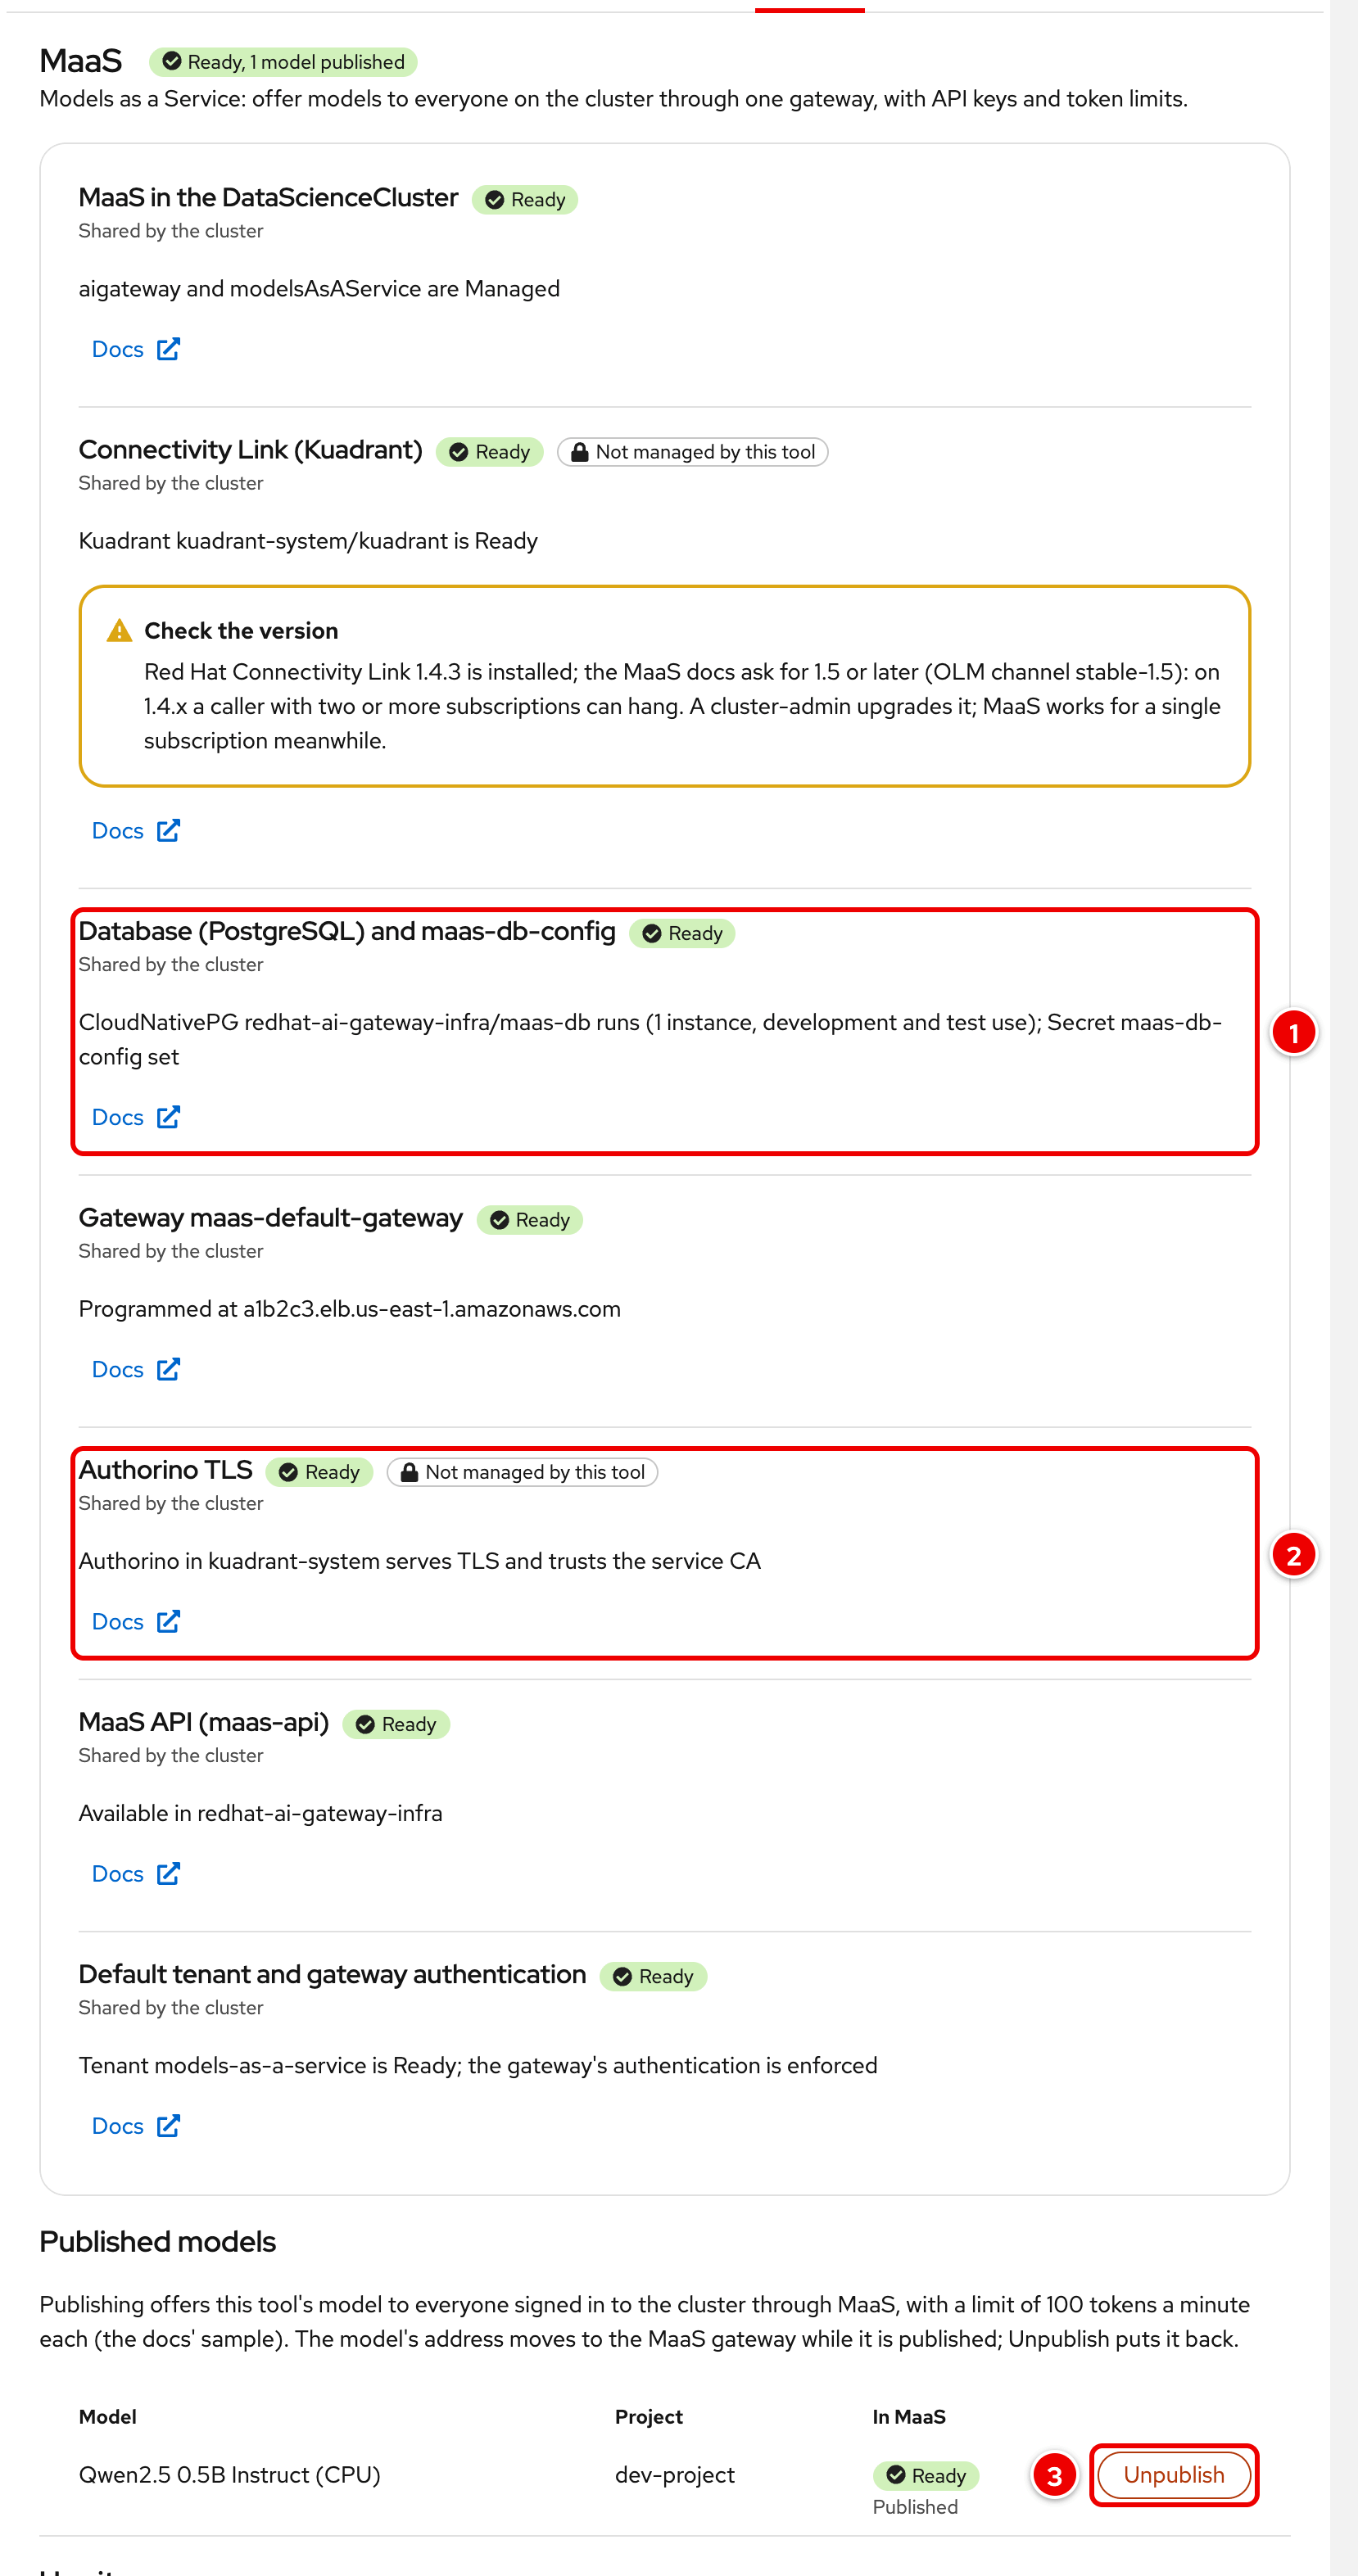 MaaS
Ready, 1 model published
Models as a Service: offer models to everyone on the cluster through one gateway, with API keys and token limits.
MaaS in the DataScienceCluster
Ready
Shared by the cluster
aigateway and modelsAsAService are Managed
Docs
Connectivity Link (Kuadrant)
Ready
Not managed by this tool
Shared by the cluster
Kuadrant kuadrant-system/kuadrant is Ready
Check the version
Red Hat Connectivity Link 1.4.3 is installed; the MaaS docs ask for 1.5 or later (OLM channel stable-1.5): on
1.4.x a caller with two or more subscriptions can hang. A cluster-admin upgrades it; MaaS works for a single
subscription meanwhile.
Docs
Database (PostgreSQL) and maas-db-config
Ready
Shared by the cluster
CloudNativePG redhat-ai-gateway-infra/maas-db runs (1 instance, development and test use); Secret maas-db-
config set
1
Docs
Gateway maas-default-gateway
Ready
Shared by the cluster
Programmed at a1b2c3.elb.us-east-1.amazonaws.com
Docs
Authorino TLS
Ready
Not managed by this tool
Shared by the cluster
Authorino in kuadrant-system serves TLS and trusts the service CA
2
Docs
MaaS API (maas-api)
Ready
Shared by the cluster
Available in redhat-ai-gateway-infra
Docs
Default tenant and gateway authentication
Ready
Shared by the cluster
Tenant models-as-a-service is Ready; the gateway's authentication is enforced
Docs
Published models
Publishing offers this tool's model to everyone signed in to the cluster through MaaS, with a limit of 100 tokens a minute
each (the docs' sample). The model's address moves to the MaaS gateway while it is published; Unpublish puts it back.
Model Project In MaaS
Qwen2.5 0.5B Instruct (CPU) dev-project Ready 3 Unpublish
Published